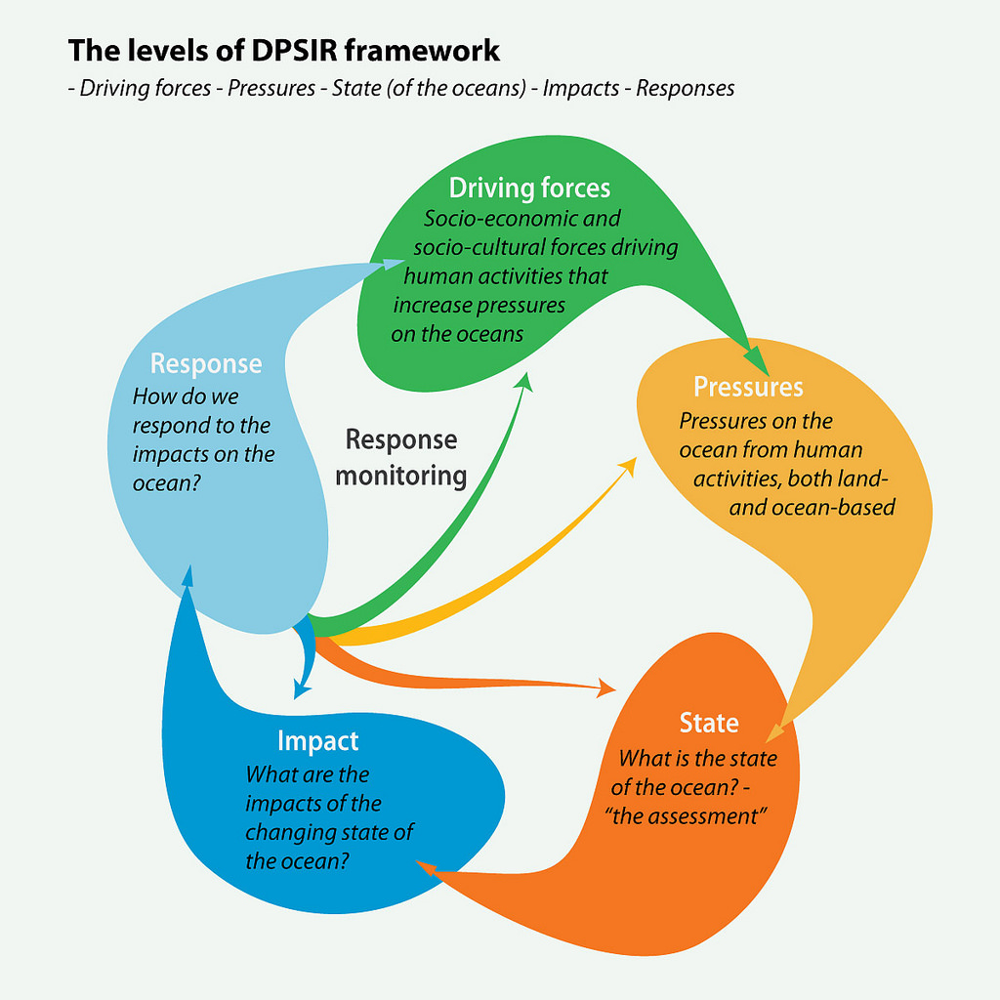 The levels of DPSIR framework
- Driving forces - Pressures - State (of the oceans) - Impacts - Responses
Driving forces
Socio-economic and
socio-cultural forces driving
human activities that
increase pressures
on the oceans
Pressures
Pressures on the
ocean from human
activities, both land-
and ocean-based
State
What is the state
of the ocean? -
“the assessment”
Impact
What are the
impacts of the
changing state of
the ocean?
Response
How do we
respond to the
impacts on the
ocean?
Response
monitoring